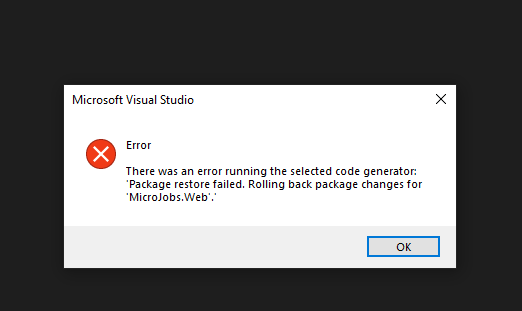 Microsoft Visual Studio
Error
There was an error running the selected code generator:
'Package restore failed. Rolling back package changes for
'MicroJobs.Web'.'
OK